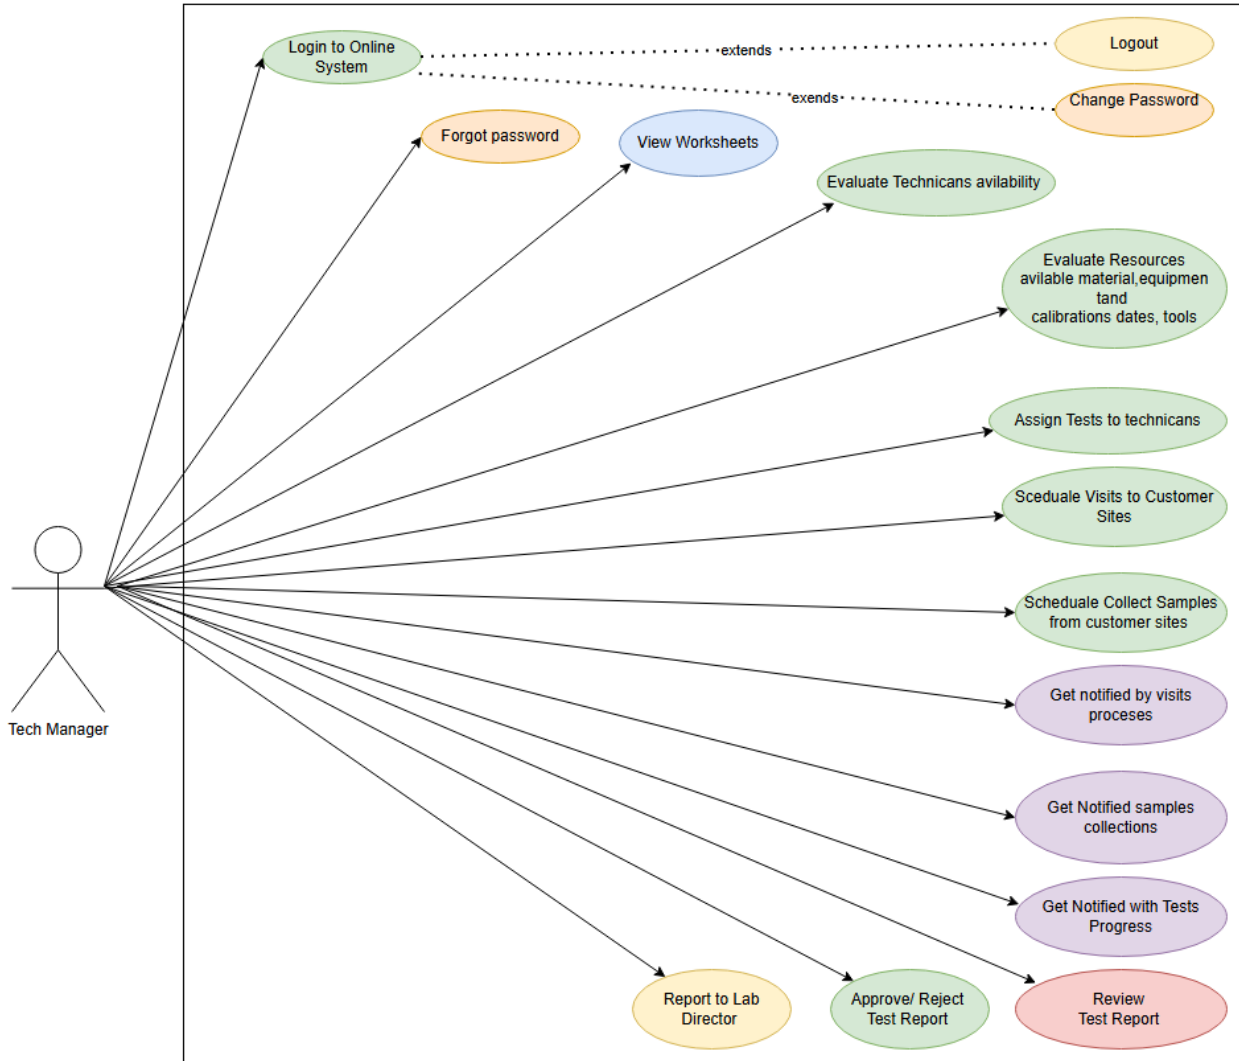 Login to Online
System
extends
Logout
exends
Change Password
Forgot password
View Worksheets
Evaluate Technicans avilability
Evaluate Resources
avilable material,equipmen
tand
calibrations dates, tools
Assign Tests to technicans
Sceduale Visits to Customer
Sites
Scheduale Collect Samples
from customer sites
Get notified by visits
proceses
Tech Manager
Get Notified samples
collections
Get Notified with Tests
Progress
Report to Lab
Director
Approve/ Reject
Test Report
Review
Test Report